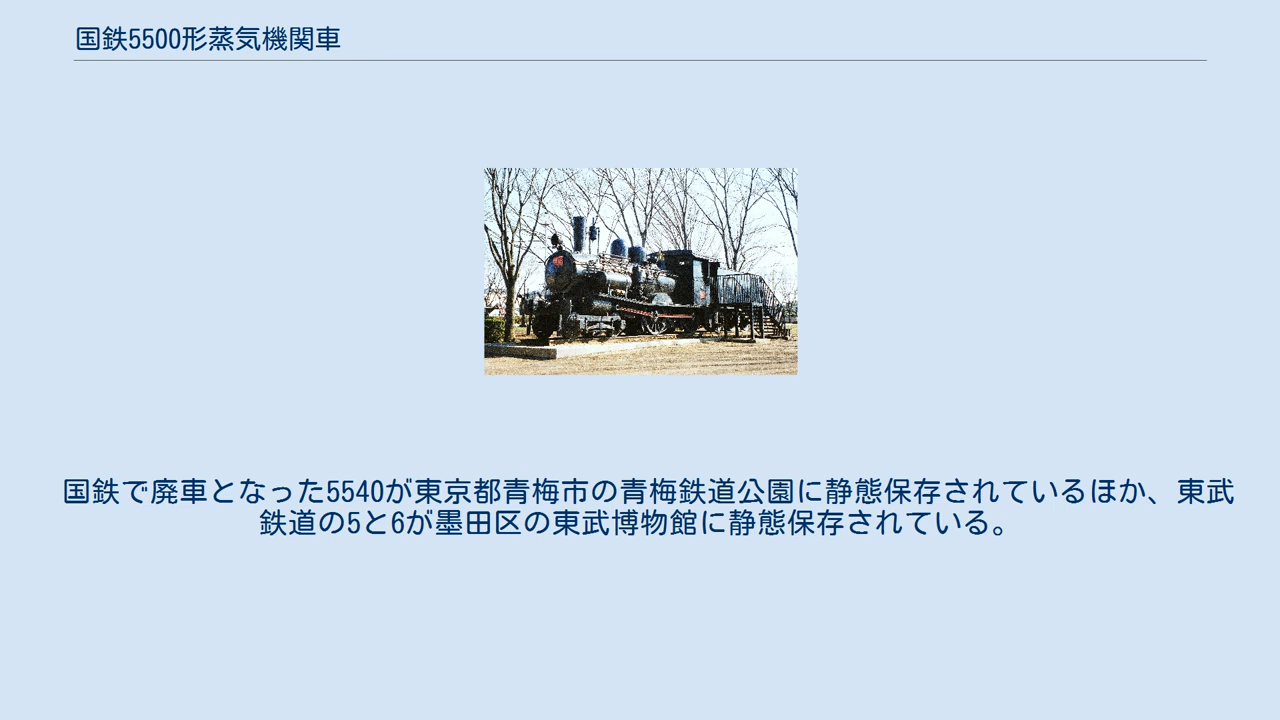 国鉄5500形蒸気機関車
国鉄で廃車となった5540が東京都青梅市の青梅鉄道公園に静態保存されているほか、東武
鉄道の5と6が墨田区の東武博物館に静態保存されている。